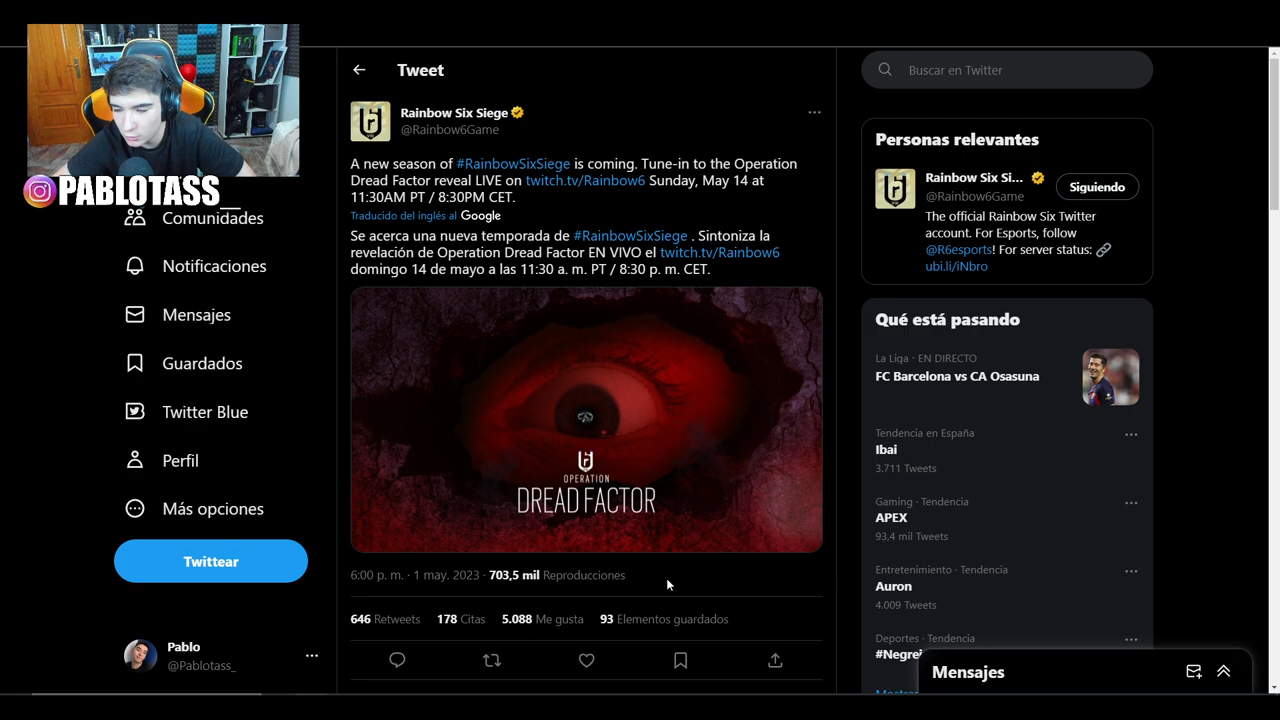 PABLOTASS_
Comunidades
Notificaciones
Mensajes
Guardados
Twitter Blue
Perfil
Más opciones
Twittear
Pablo
@Pablotass_
Tweet
Rainbow Six Siege
@Rainbow6Game
A new season of #RainbowSixSiege is coming. Tune-in to the Operation
Dread Factor reveal LIVE on twitch.tv/Rainbow6 Sunday, May 14 at
11:30AM PT / 8:30PM CET.
Traducido del inglés al Google
Se acerca una nueva temporada de #RainbowSixSiege . Sintoniza la
revelación de Operation Dread Factor EN VIVO el twitch.tv/Rainbow6
domingo 14 de mayo a las 11:30 a. m. PT / 8:30 p. m. CET.
OPERATION
DREAD FACTOR
6:00 p. m. · 1 may. 2023 · 703,5 mil Reproducciones
646 Retweets 178 Citas 5.088 Me gusta 93 Elementos guardados
Buscar en Twitter
Personas relevantes
Rainbow Six Si...
@Rainbow6Game
Siguiendo
The official Rainbow Six Twitter
account. For Esports, follow
@R6esports! For server status:
ubi.li/iNbro
Qué está pasando
La Liga · EN DIRECTO
FC Barcelona vs CA Osasuna
Tendencia en España
Ibai
3.711 Tweets
Gaming · Tendencia
APEX
93,4 mil Tweets
Entretenimiento · Tendencia
Auron
4.009 Tweets
Deportes · Tendencia
#Negrei
Mensajes